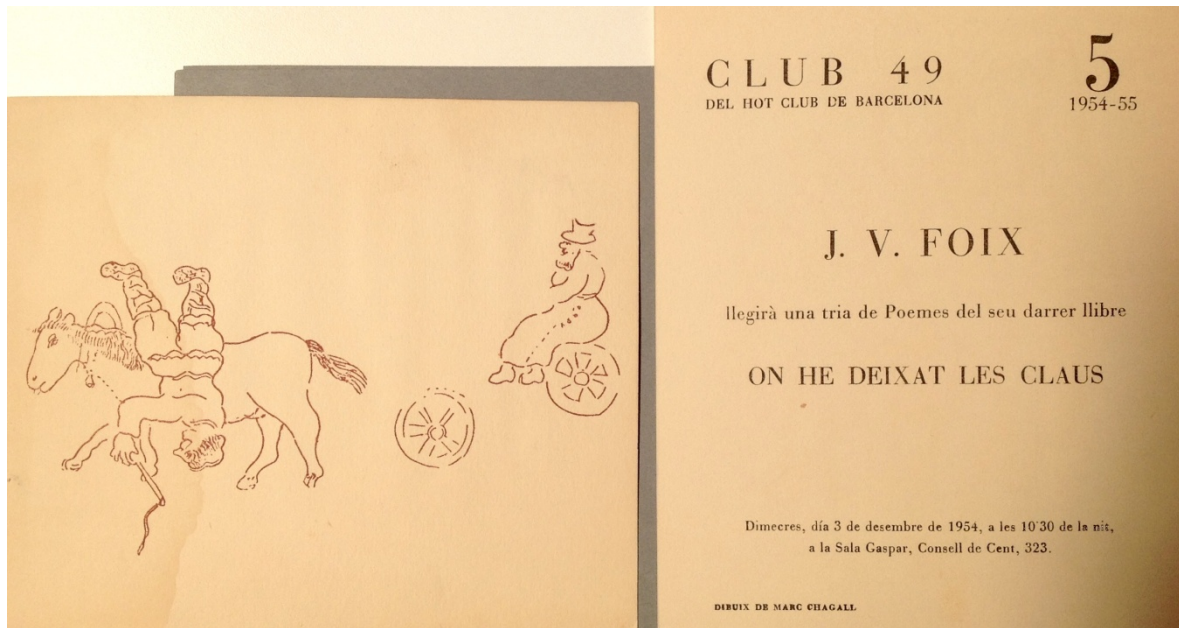 CLUB 49
DEL HOT CLUB DE BARCELONA
5
1954-55
J. V. FOIX
llegirà una tria de Poemes del seu darrer llibre
ON HE DEIXAT LES CLAUS
Dimecres, día 3 de desembre de 1954, a les 10'30 de la nit,
a la Sala Gaspar, Consell de Cent, 323.
DIBUIX DE MARC CHAGALL